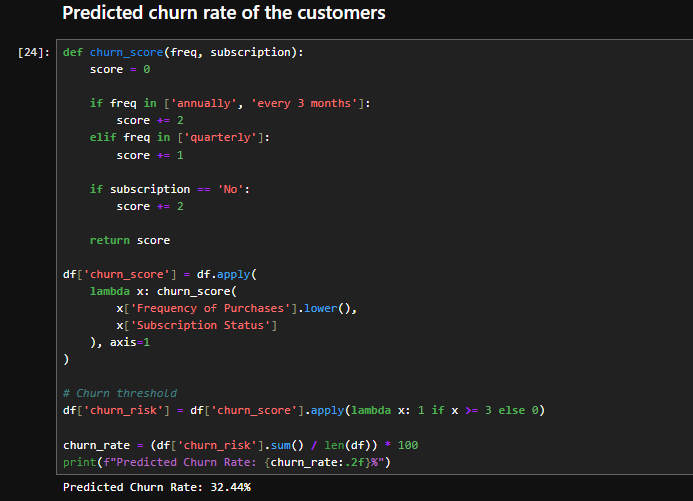 Predicted churn rate of the customers
[24]: def churn_score(freq, subscription):
    score = 0

    if freq in ['annually', 'every 3 months']:
        score += 2
    elif freq in ['quarterly']:
        score += 1

    if subscription == 'No':
        score += 2

    return score

df['churn_score'] = df.apply(
    lambda x: churn_score(
        x['Frequency of Purchases'].lower(),
        x['Subscription Status']
    ), axis=1
)

# Churn threshold
df['churn_risk'] = df['churn_score'].apply(lambda x: 1 if x >= 3 else 0)

churn_rate = (df['churn_risk'].sum() / len(df)) * 100
print(f"Predicted Churn Rate: {churn_rate:.2f}%")
Predicted Churn Rate: 32.44%